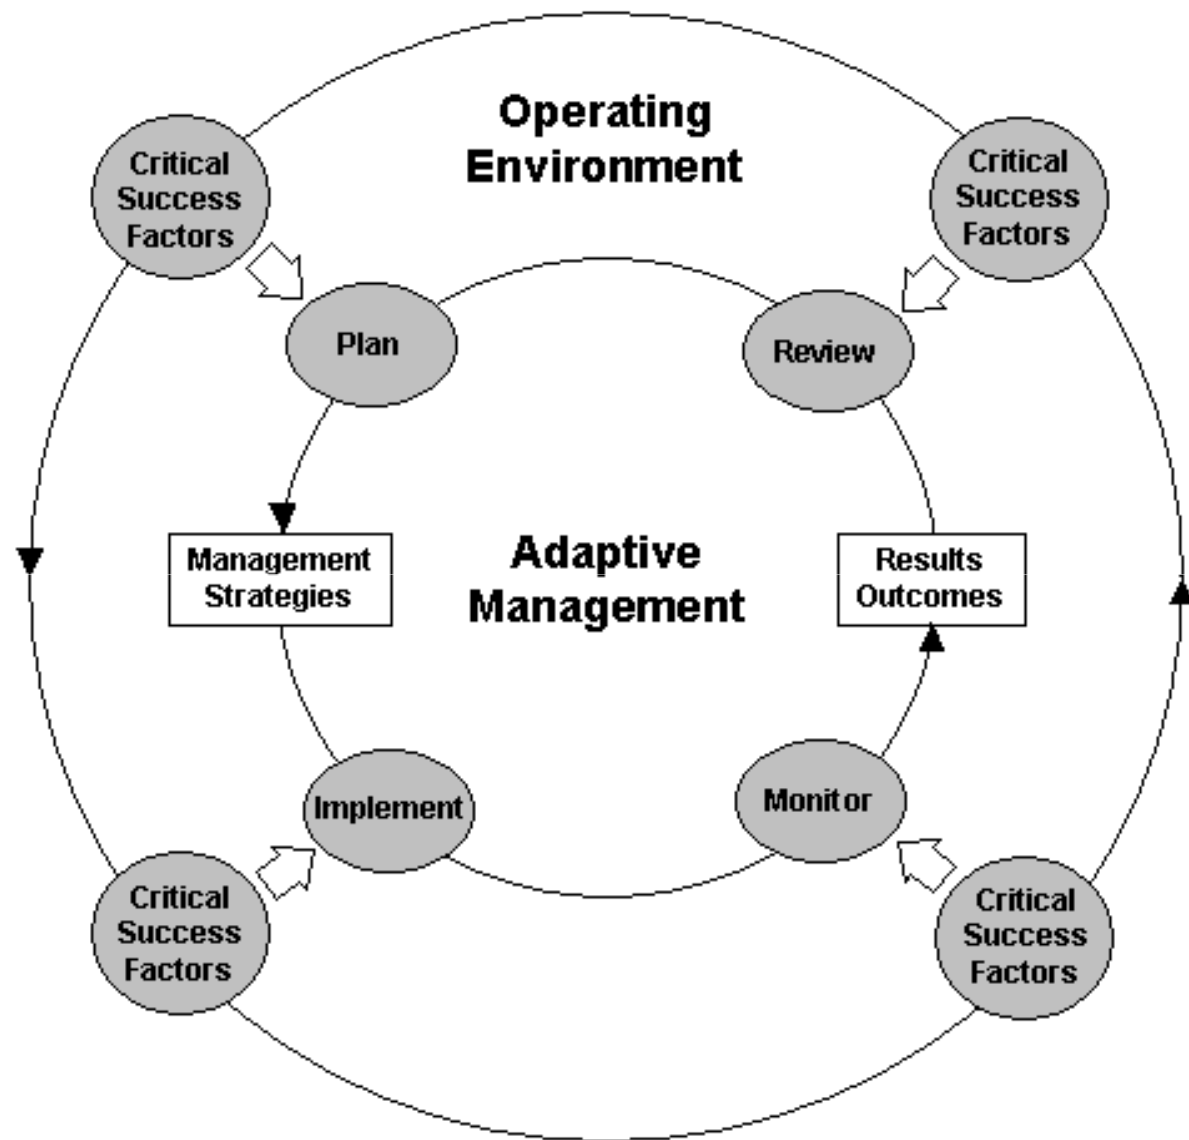 Operating
Environment
Critical
Success
Factors
Critical
Success
Factors
Plan
Review
Management
Strategies
Adaptive
Management
Results
Outcomes
Implement
Monitor
Critical
Success
Factors
Critical
Success
Factors